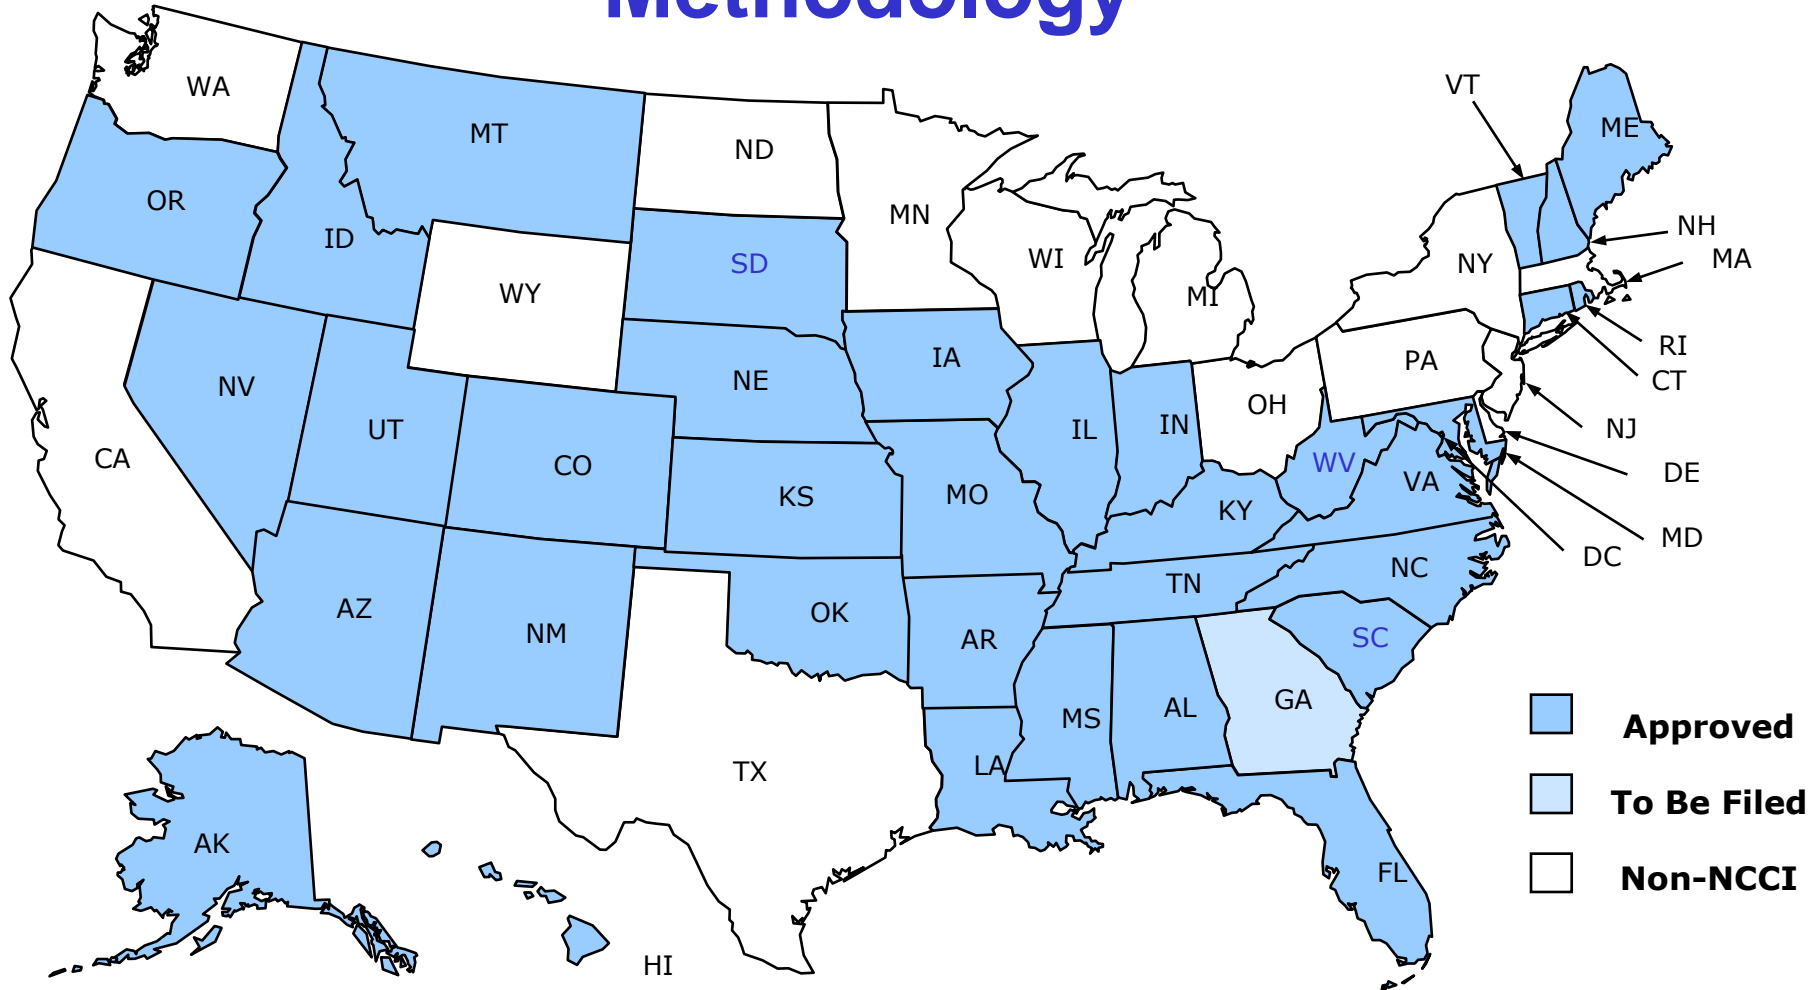 Methodology
VT
WA
ME
MT
ND
OR
MN
NH
ID
MA
WI
NY
SD
WY
MI
RI
IA
PA
CT
NE
NV
OH
NJ
IN
UT
IL
CA
CO
WV
DE
VA
KS
MO
KY
MD
DC
NC
TN
AZ
OK
NM
AR
SC
GA
MS
AL
Approved
TX
LA
To Be Filed
AK
FL
Non-NCCI
HI